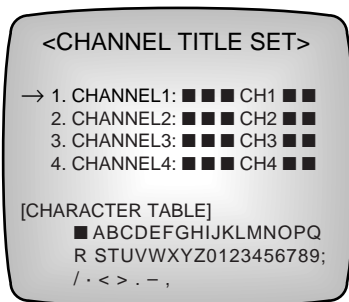 <CHANNEL TITLE SET>
→ 1. CHANNEL1: ■ ■ ■ CH1 ■ ■
2. CHANNEL2: ■ ■ ■ CH2 ■ ■
3. CHANNEL3: ■ ■ ■ CH3 ■ ■
4. CHANNEL4: ■ ■ ■ CH4 ■ ■
[CHARACTER TABLE]
■ ABCDEFGHIJKLMNOPQ
R STUVWXYZ0123456789;
/ · < > . – ,